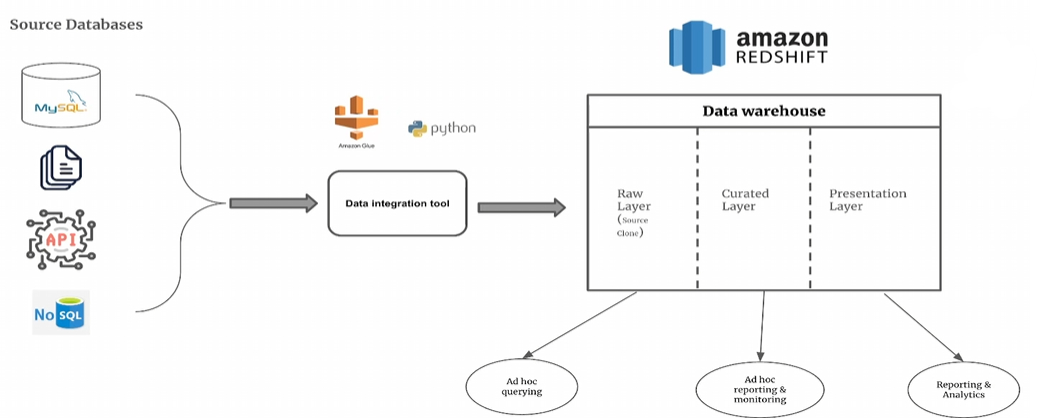 Source Databases
amazon
REDSHIFT
MySQL
Amazon Glue
python
Data warehouse
API
Data integration tool
Raw
Layer
(Source
Clone)
Curated
Layer
Presentation
Layer
No SQL
Ad hoc
querying
Ad hoc
reporting &
monitoring
Reporting &
Analytics